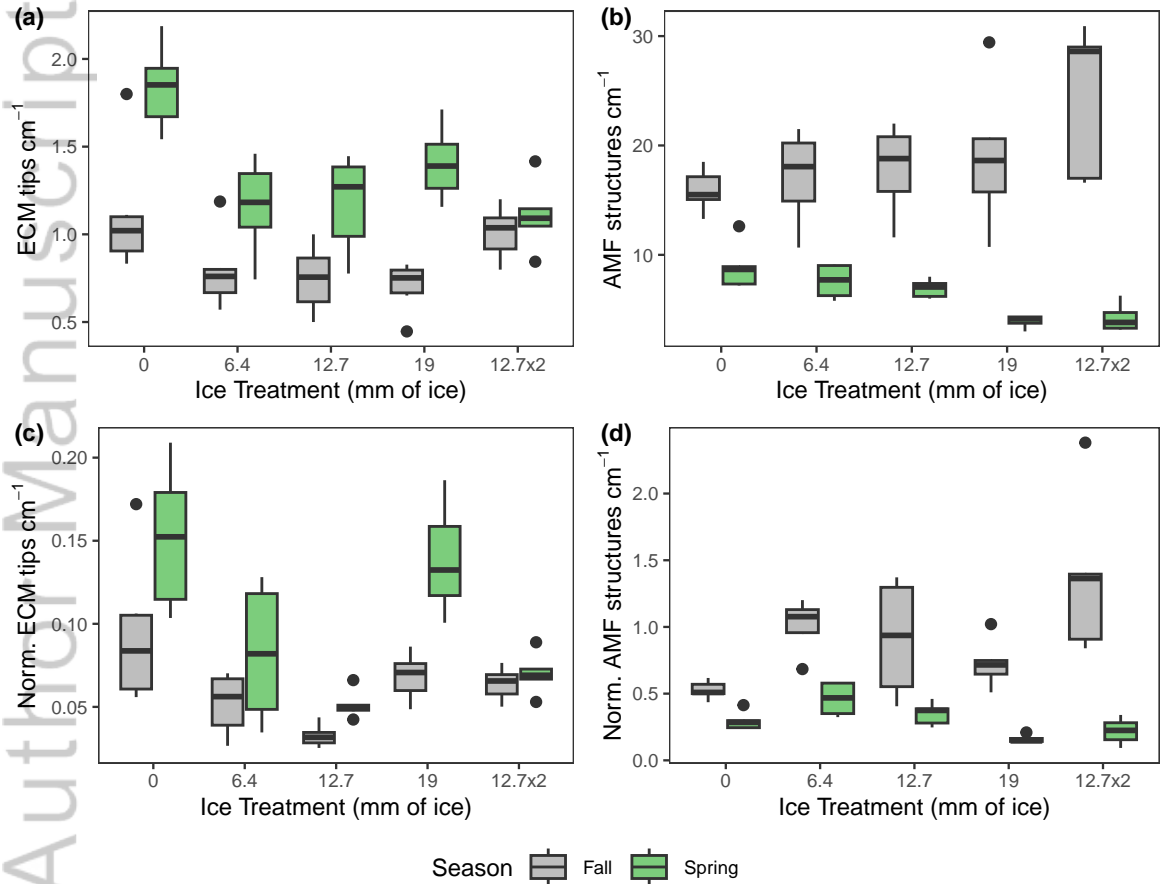 Author Manuscript
(a)
ECM tips cm⁻¹
2.0
1.5
1.0
0.5
0 6.4 12.7 19 12.7x2
Ice Treatment (mm of ice)
(b)
AMF structures cm⁻¹
30
20
10
0 6.4 12.7 19 12.7x2
Ice Treatment (mm of ice)
(c)
Norm. ECM tips cm⁻¹
0.20
0.15
0.10
0.05
0 6.4 12.7 19 12.7x2
Ice Treatment (mm of ice)
(d)
Norm. AMF structures cm⁻¹
2.0
1.5
1.0
0.5
0.0
0 6.4 12.7 19 12.7x2
Ice Treatment (mm of ice)
Season Fall Spring